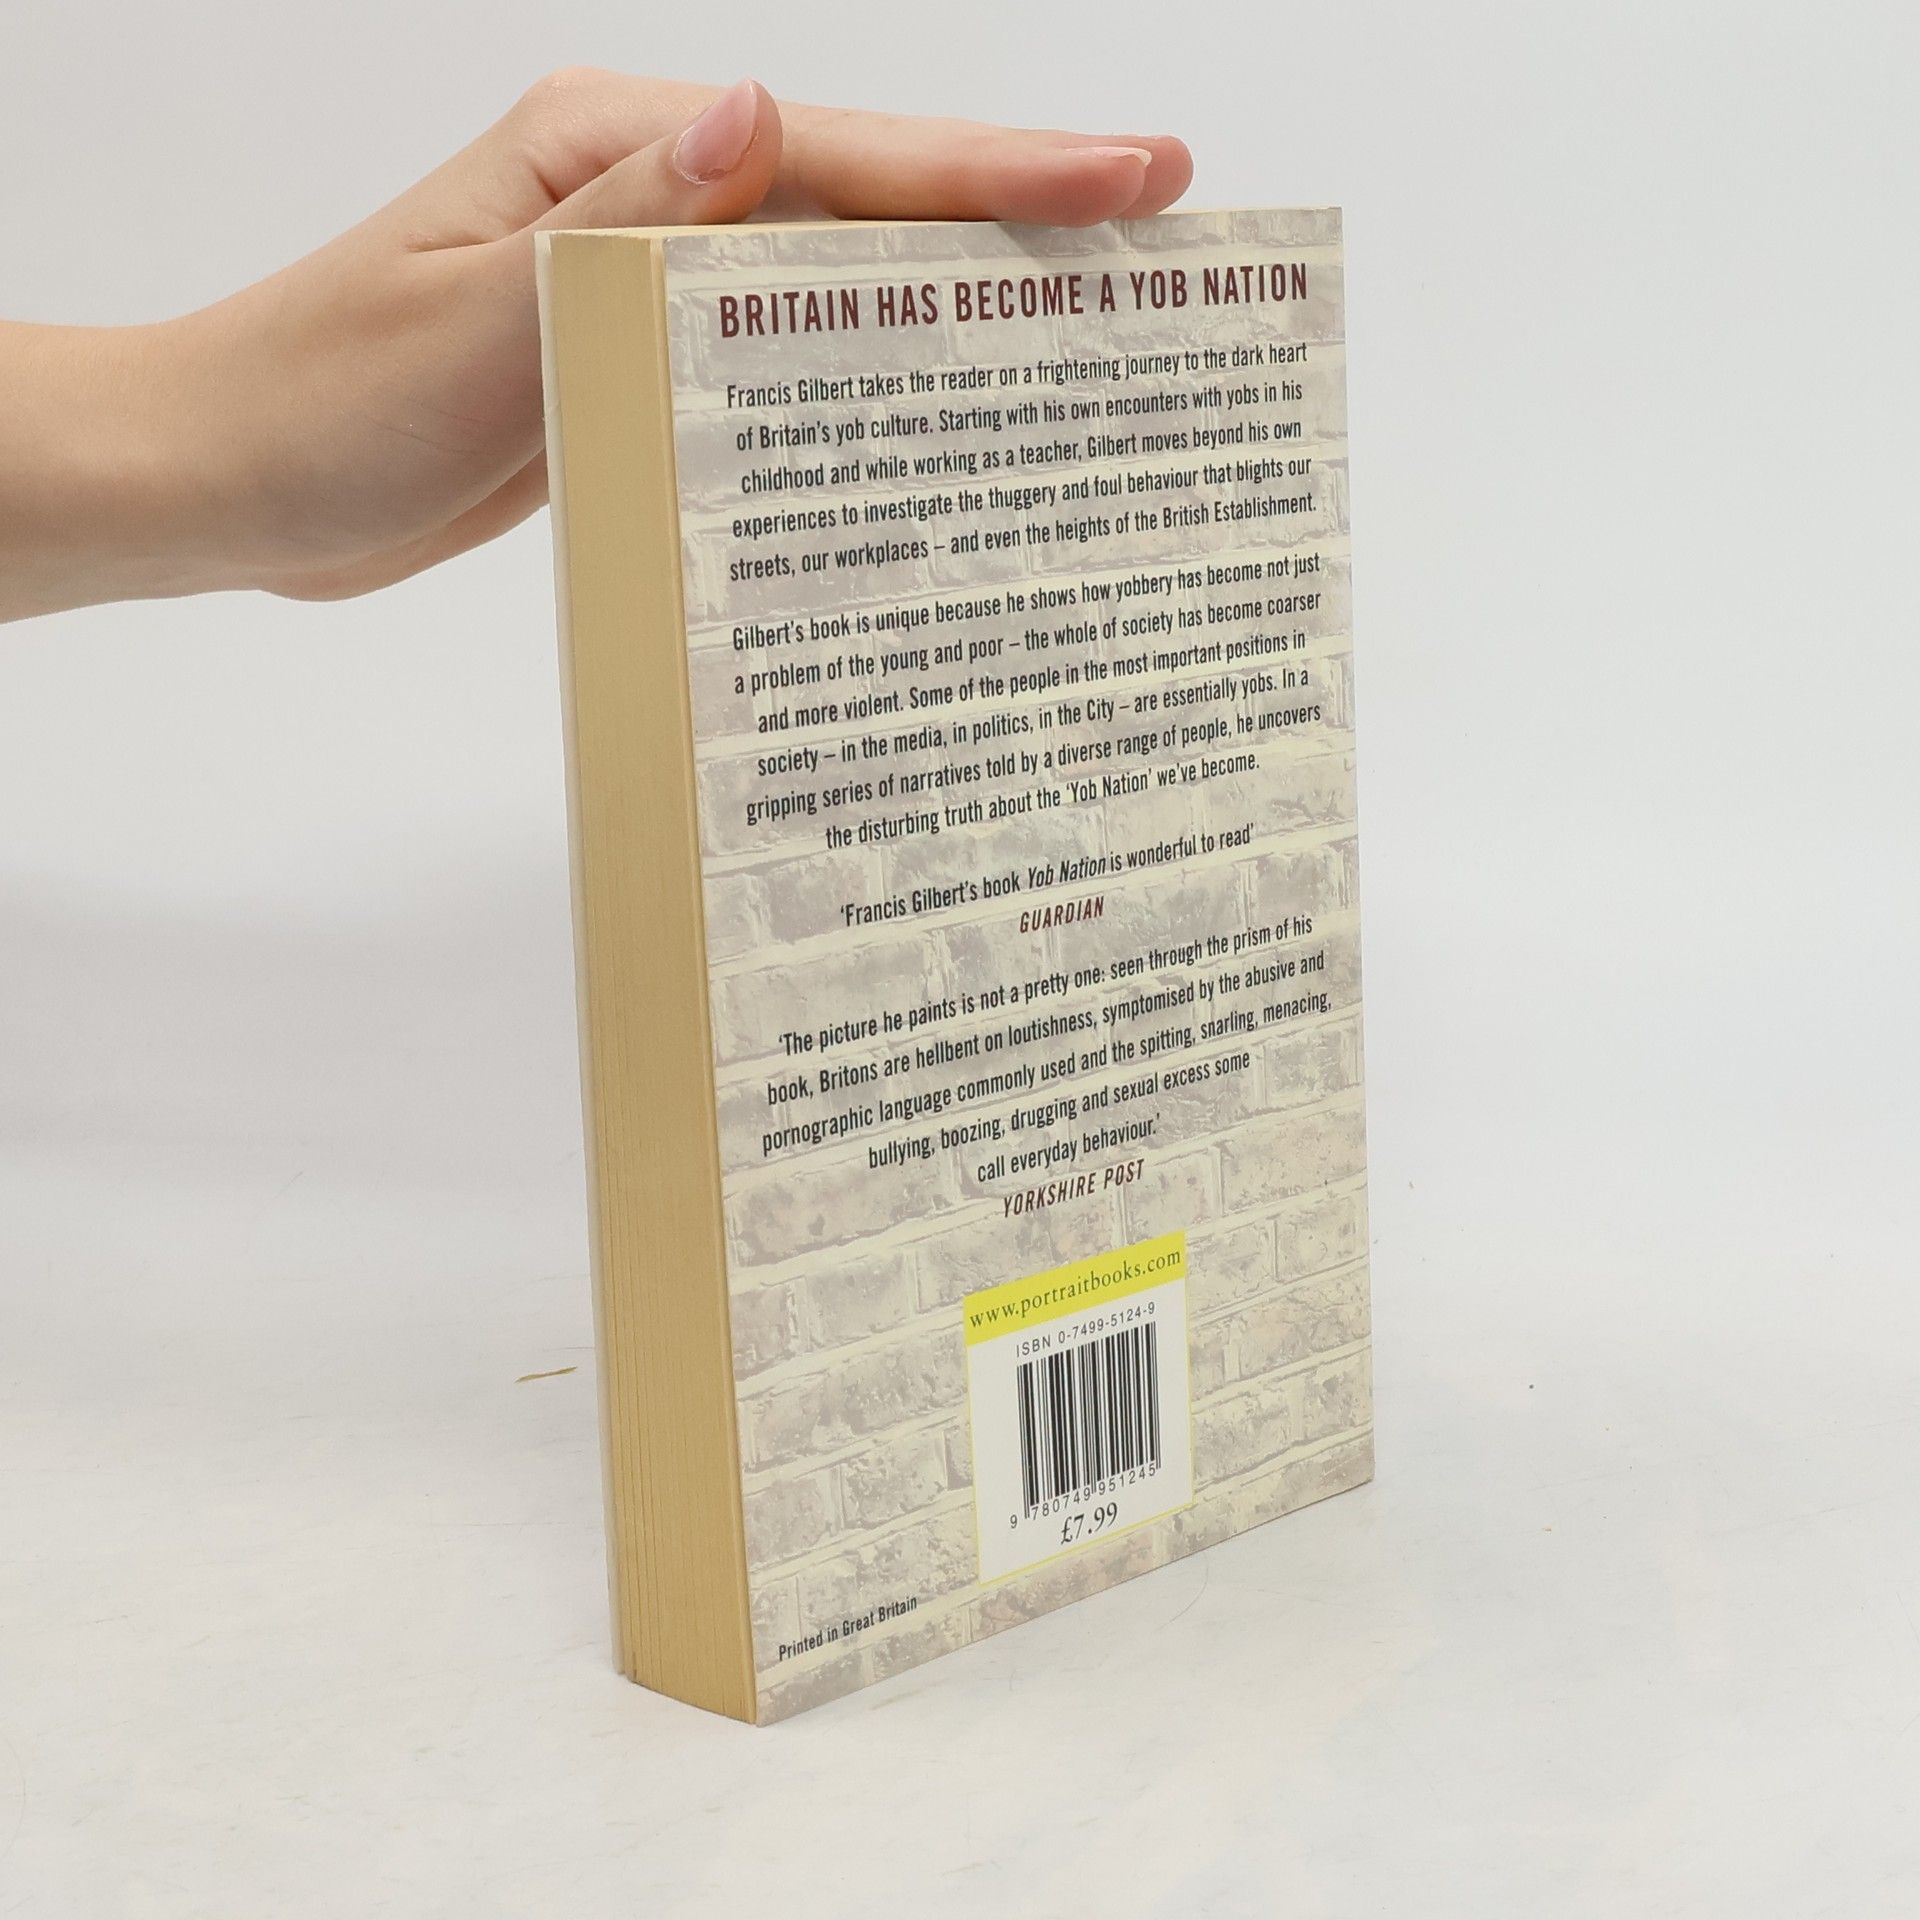 BRITAIN HAS BECOME A YOB NATION
Francis Gilbert takes the reader on a frightening journey to the dark heart
of Britain's yob culture. Starting with his own encounters with yobs in his
childhood and while working as a teacher, Gilbert moves beyond his own
experiences to investigate the thuggery and foul behaviour that blights our
streets, our workplaces – and even the heights of the British Establishment.
Gilbert's book is unique because he shows how yobbery has become not just
a problem of the young and poor – the whole of society has become coarser
and more violent. Some of the people in the most important positions in
society – in the media, in politics, in the City – are essentially yobs. In a
gripping series of narratives told by a diverse range of people, he uncovers
the disturbing truth about the 'Yob Nation' we've become.
'Francis Gilbert's book Yob Nation is wonderful to read'
GUARDIAN
'The picture he paints is not a pretty one: seen through the prism of his
book, Britons are hellbent on loutishness, symptomised by the abusive and
pornographic language commonly used and the spitting, snarling, menacing,
bullying, boozing, drugging and sexual excess some
call everyday behaviour.'
YORKSHIRE POST
www.portraitbooks.com
ISBN 0-7499-5124-9
9 780749 951245
£7.99
Printed in Great Britain